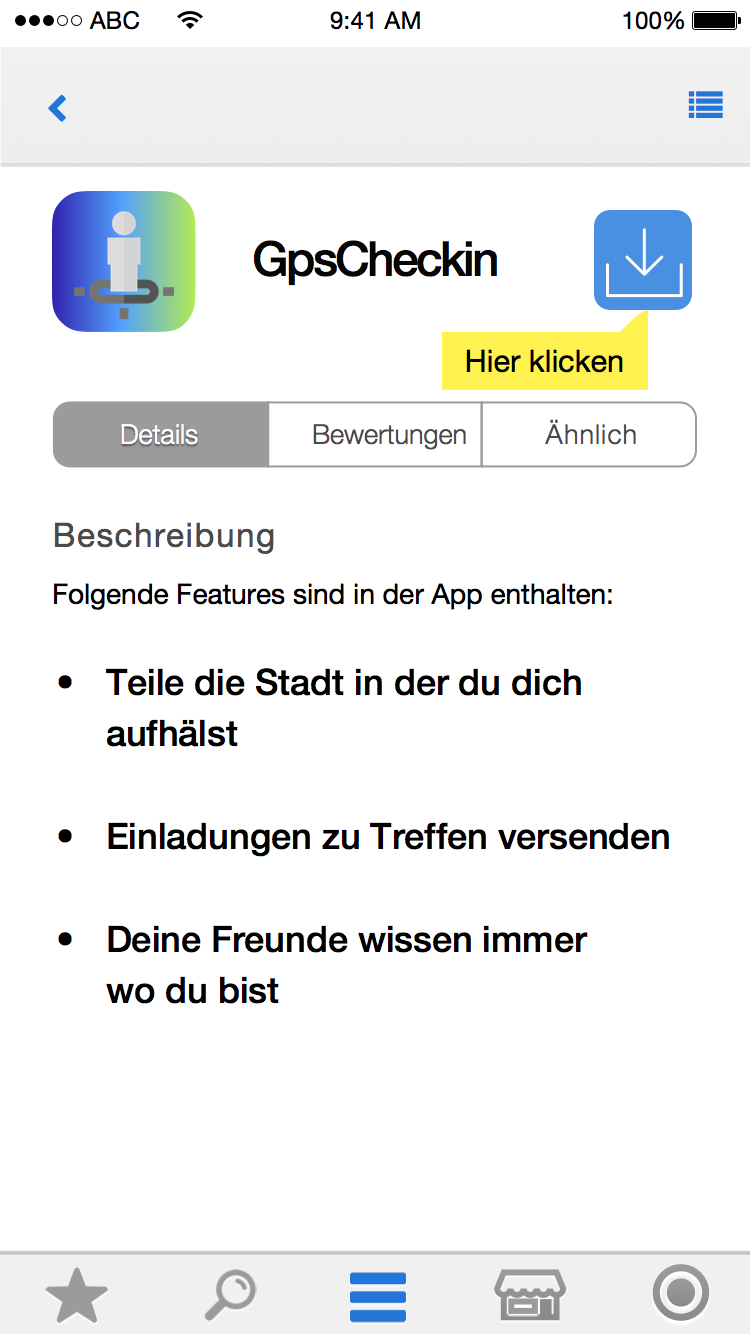 ABC 9:41 AM 100%
GpsCheckin
Hier klicken
Details Bewertungen Ähnlich
Beschreibung
Folgende Features sind in der App enthalten:
• Teile die Stadt in der du dich
aufhälst
• Einladungen zu Treffen versenden
• Deine Freunde wissen immer
wo du bist